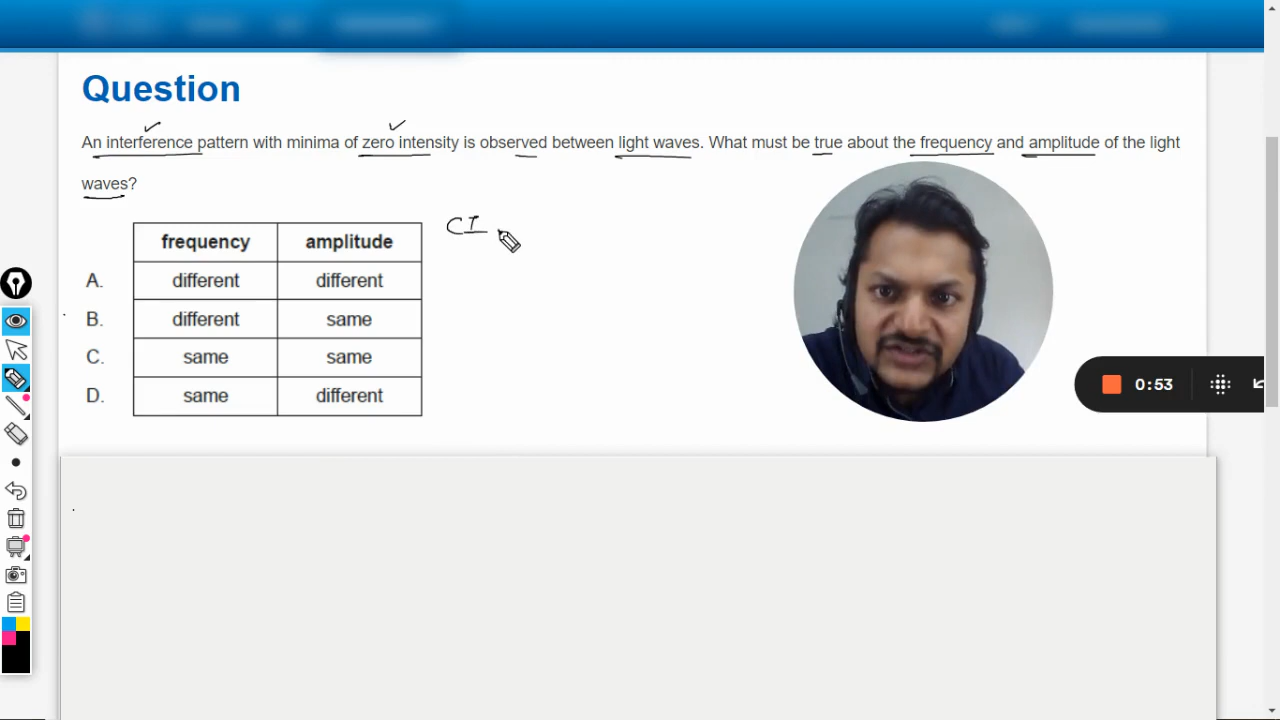 Question
An interference pattern with minima of zero intensity is observed between light waves. What must be true about the frequency and amplitude of the light
waves?
CI
frequency amplitude
A. different different
B. different same
C. same same
D. same different
0:53